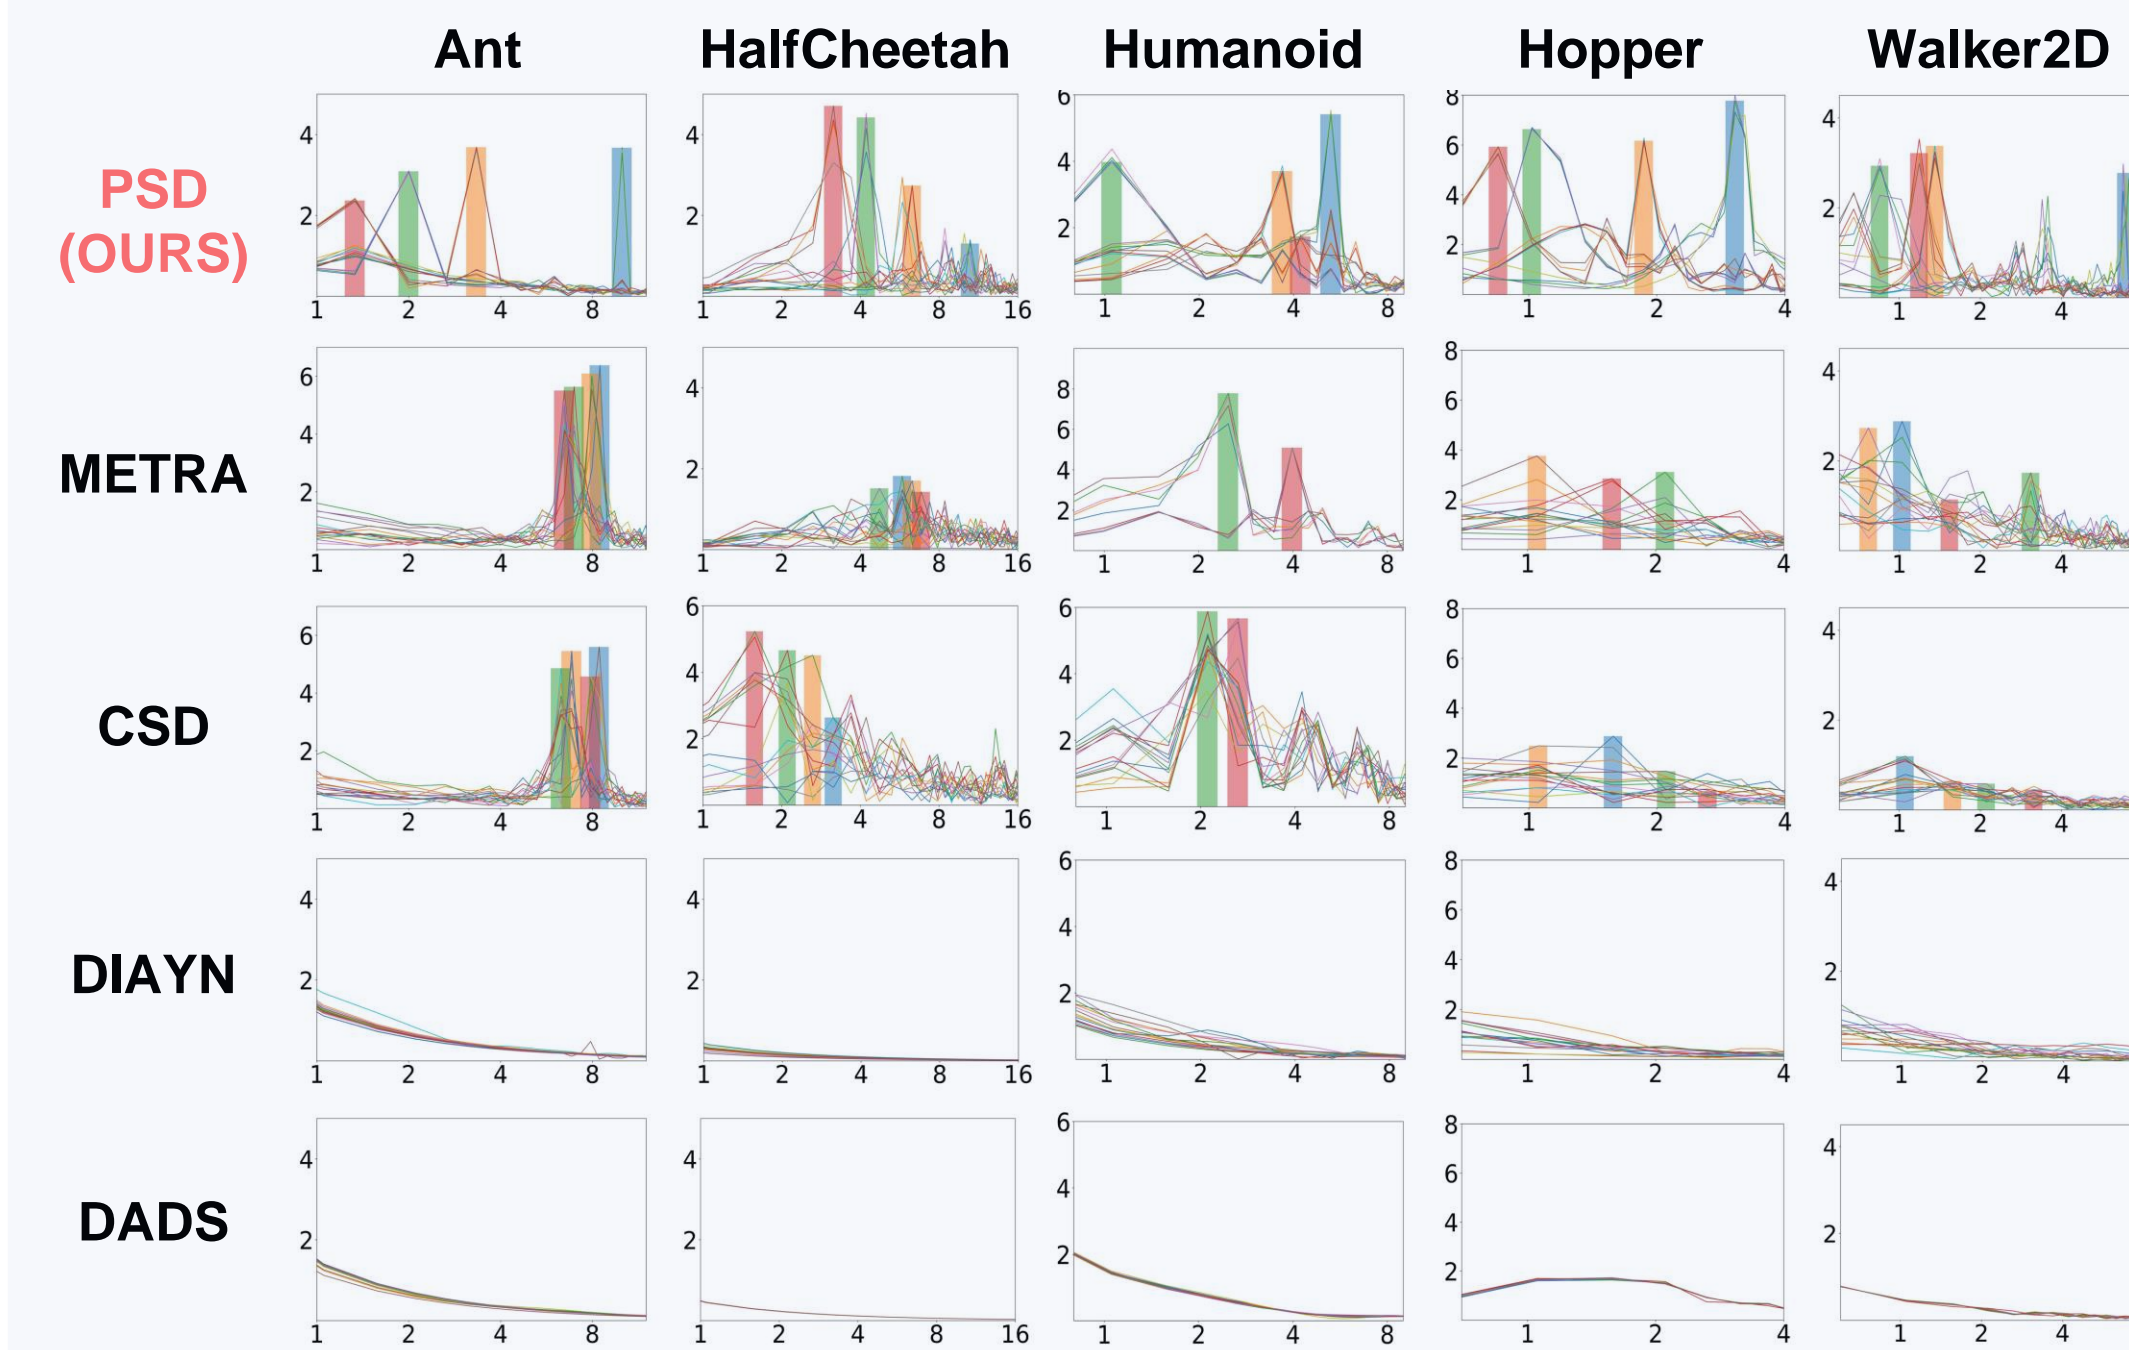 Ant HalfCheetah Humanoid Hopper Walker2D
PSD
(OURS)
4 2 1 2 4 8
4 2 1 2 4 8 16
6 4 2 1 2 4 8
8 6 4 2 1 2 4
4 2 1 2 4
METRA
6 4 2 1 2 4 8
4 2 1 2 4 8 16
8 6 4 2 1 2 4 8
8 6 4 2 1 2 4
4 2 1 2 4
CSD
6 4 2 1 2 4 8
6 4 2 1 2 4 8 16
6 4 2 1 2 4 8
8 6 4 2 1 2 4
4 2 1 2 4
DIAYN
4 2 1 2 4 8
4 2 1 2 4 8 16
6 4 2 1 2 4 8
8 6 4 2 1 2 4
4 2 1 2 4
DADS
4 2 1 2 4 8
4 2 1 2 4 8 16
6 4 2 1 2 4 8
8 6 4 2 1 2 4
4 2 1 2 4